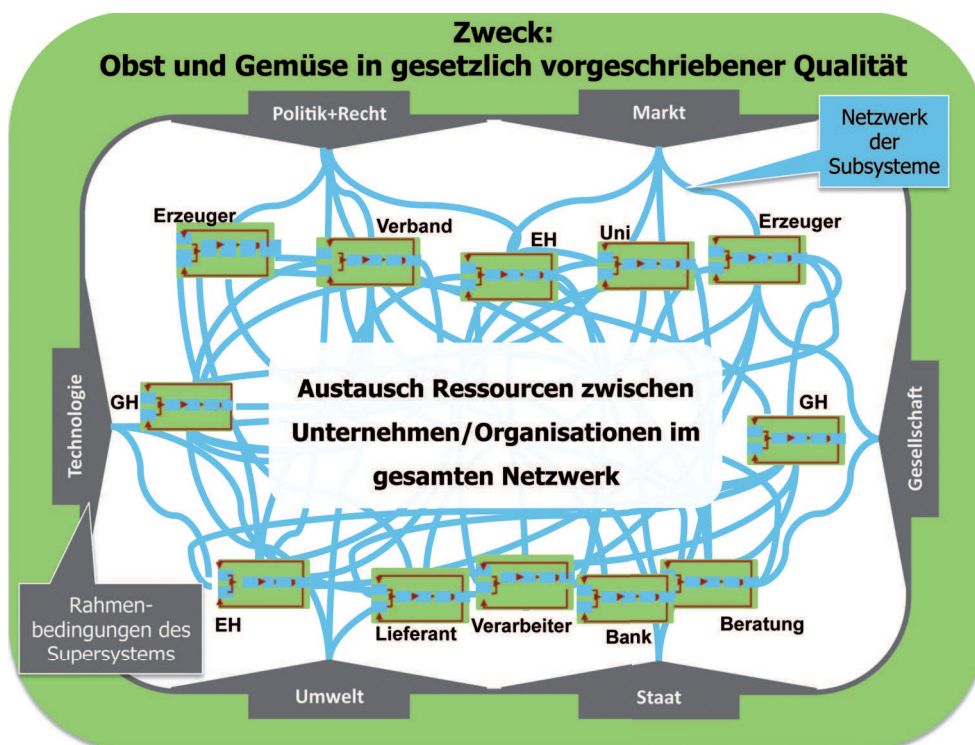 Zweck:
Obst und Gemüse in gesetzlich vorgeschriebener Qualität
Politik+Recht
Markt
Netzwerk
der
Subsysteme
Erzeuger
Verband
EH
Uni
Erzeuger
Technologie
GH
Austausch Ressourcen zwischen
Unternehmen/Organisationen im
gesamten Netzwerk
GH
Gesellschaft
Rahmen-
bedingungen des
Supersystems
EH
Lieferant
Verarbeiter
Bank
Beratung
Umwelt
Staat